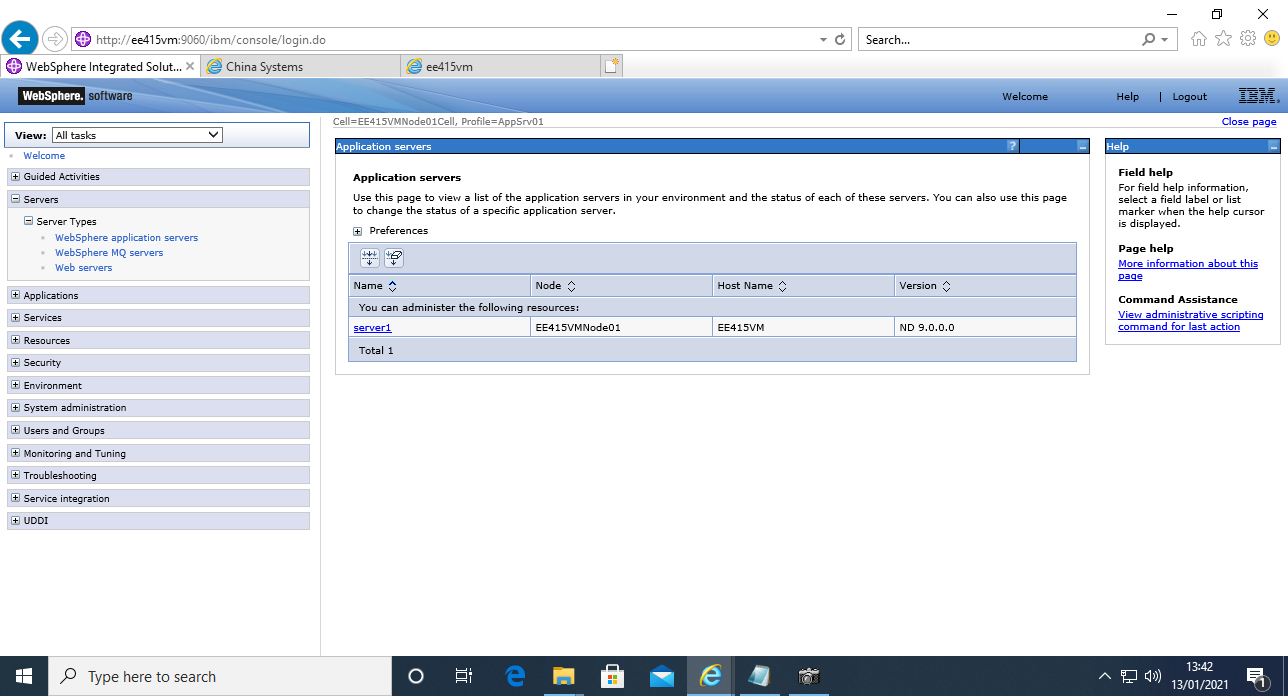 http://ee415vm:9060/ibm/console/login.do
Search...
WebSphere Integrated Solut...
China Systems
ee415vm
WebSphere. software
Welcome
Help | Logout
IBM.
View: All tasks
Welcome
Guided Activities
Servers
Server Types
WebSphere application servers
WebSphere MQ servers
Web servers
Applications
Services
Resources
Security
Environment
System administration
Users and Groups
Monitoring and Tuning
Troubleshooting
Service integration
UDDI
Cell=EE415VMNode01Cell, Profile=AppSrv01
Close page
Application servers
?
Application servers
Use this page to view a list of the application servers in your environment and the status of each of these servers. You can also use this page
to change the status of a specific application server.
Preferences
Name Node Host Name Version
You can administer the following resources:
server1 EE415VMNode01 EE415VM ND 9.0.0.0
Total 1
Help
Field help
For field help information,
select a field label or list
marker when the help cursor
is displayed.
Page help
More information about this
page
Command Assistance
View administrative scripting
command for last action
Type here to search
13:42
13/01/2021
1